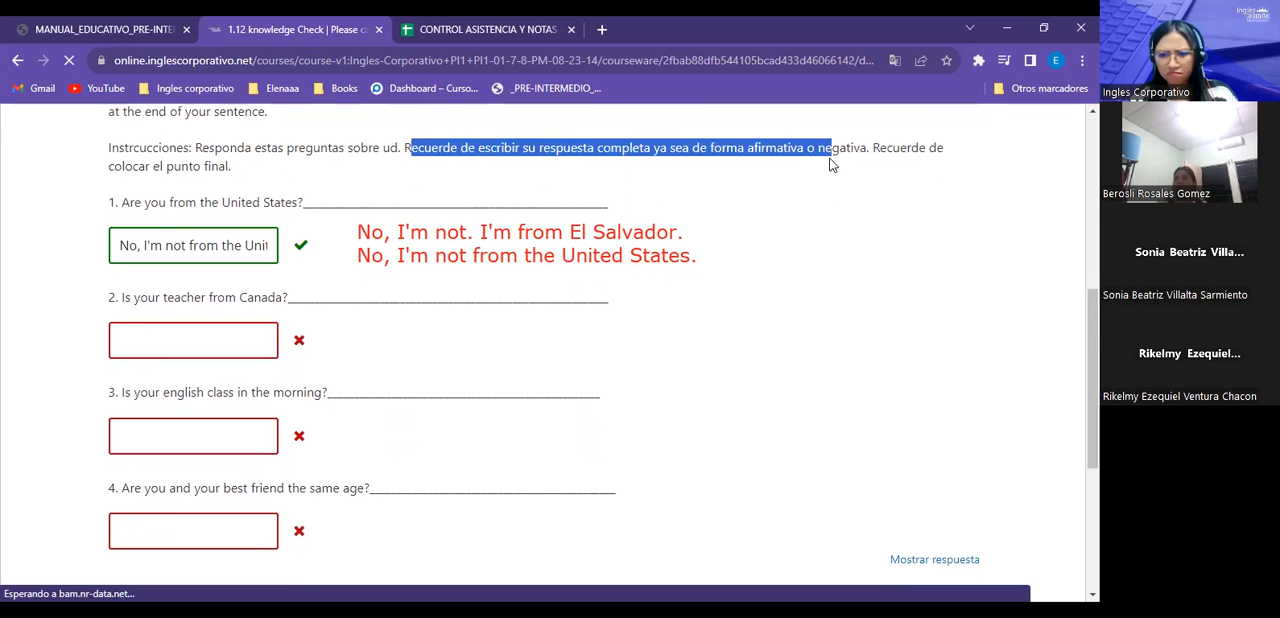 MANUAL_EDUCATIVO_PRE-INTE
1.12 knowledge Check | Please ca
CONTROL ASISTENCIA Y NOTAS
online.inglescorporativo.net/courses/course-v1:Ingles-Corporativo+PI1+PI1-01-7-8-PM-08-23-14/courseware/2fbab88dfb544105bcad433d46066142/d...
E
Gmail
YouTube
Ingles corporativo
Elenaaa
Books
Dashboard – Curso...
_PRE-INTERMEDIO_...
Otros marcadores
at the end of your sentence.
Instrcucciones: Responda estas preguntas sobre ud. Recuerde de escribir su respuesta completa ya sea de forma afirmativa o negativa. Recuerde de
colocar el punto final.
1. Are you from the United States?____________________
No, I'm not from the Unit
No, I'm not. I'm from El Salvador.
No, I'm not from the United States.
2. Is your teacher from Canada?____________________
3. Is your english class in the morning?____________________
4. Are you and your best friend the same age?____________________
Mostrar respuesta
Esperando a bam.nr-data.net...
Ingles
Ingles Corporativo
Berosli Rosales Gomez
Sonia Beatriz Villa...
Sonia Beatriz Villalta Sarmiento
Rikelmy Ezequiel...
Rikelmy Ezequiel Ventura Chacon